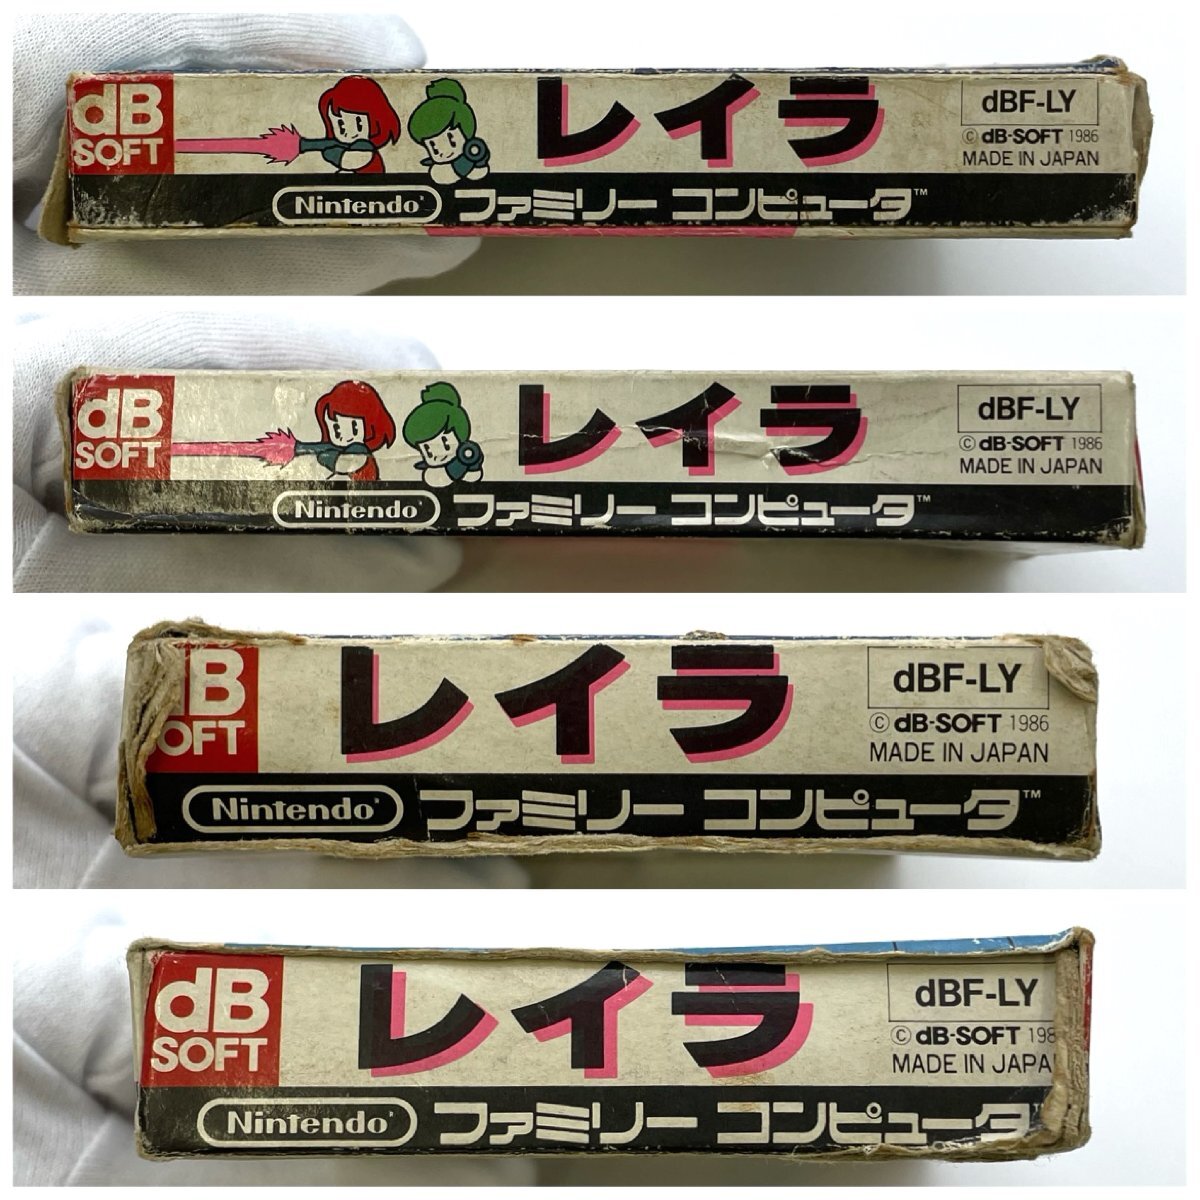 dB
SOFT
レイラ
dBF-LY
© dB-SOFT 1986
MADE IN JAPAN
Nintendo ファミリー コンピュータ™
dB
SOFT
レイラ
dBF-LY
© dB-SOFT 1986
MADE IN JAPAN
Nintendo ファミリー コンピュータ™
dB
SOFT
レイラ
dBF-LY
© dB-SOFT 1986
MADE IN JAPAN
Nintendo ファミリー コンピュータ™
dB
SOFT
レイラ
dBF-LY
© dB-SOFT 198
MADE IN JAPA
Nintendo ファミリー コンピュータ